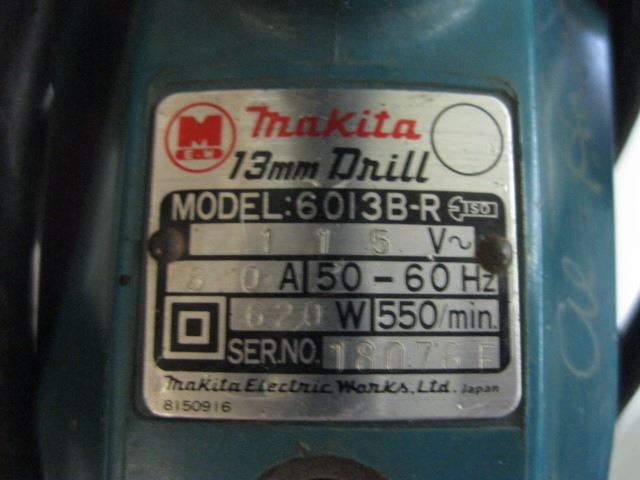 M
E.W
makita
13mm Drill
MODEL:6013B-R ISO
115 V~
A 50-60 Hz
620 W 550/min.
SER.NO. E
Makita Electric Works, Ltd. Japan
8150916